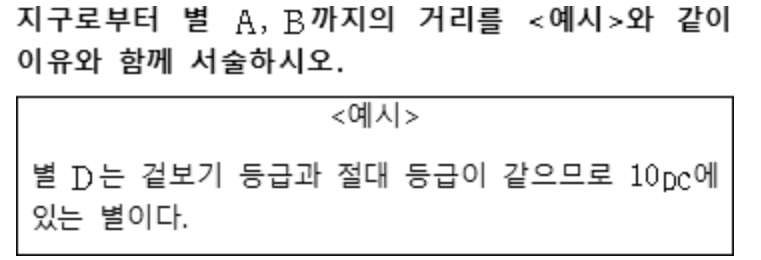 지구로부터 별 A, B까지의 거리를 <예시>와 같이
이유와 함께 서술하시오.
<예시>
별 D는 겉보기 등급과 절대 등급이 같으므로 10pc에
있는 별이다.